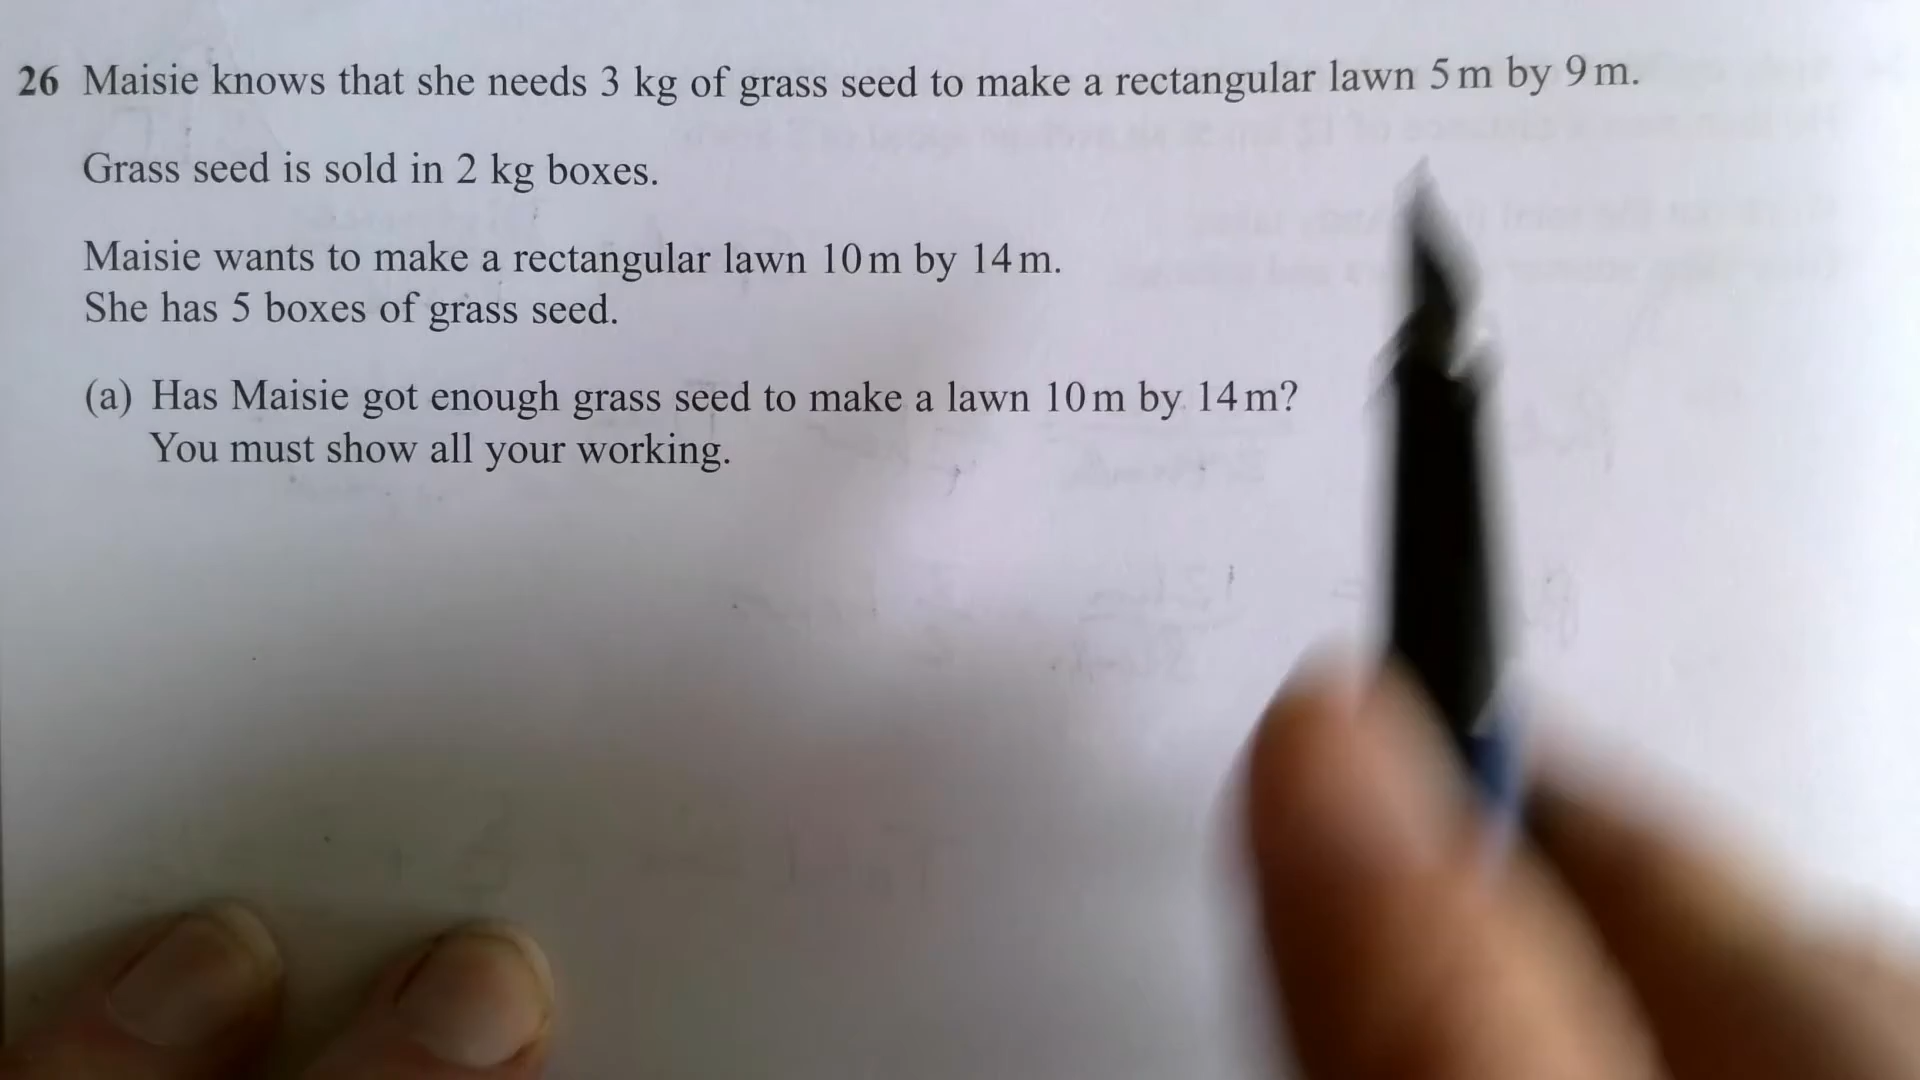 26 Maisie knows that she needs 3 kg of grass seed to make a rectangular lawn 5 m by 9 m.
Grass seed is sold in 2 kg boxes.
Maisie wants to make a rectangular lawn 10 m by 14 m.
She has 5 boxes of grass seed.
(a) Has Maisie got enough grass seed to make a lawn 10 m by 14 m?
You must show all your working.